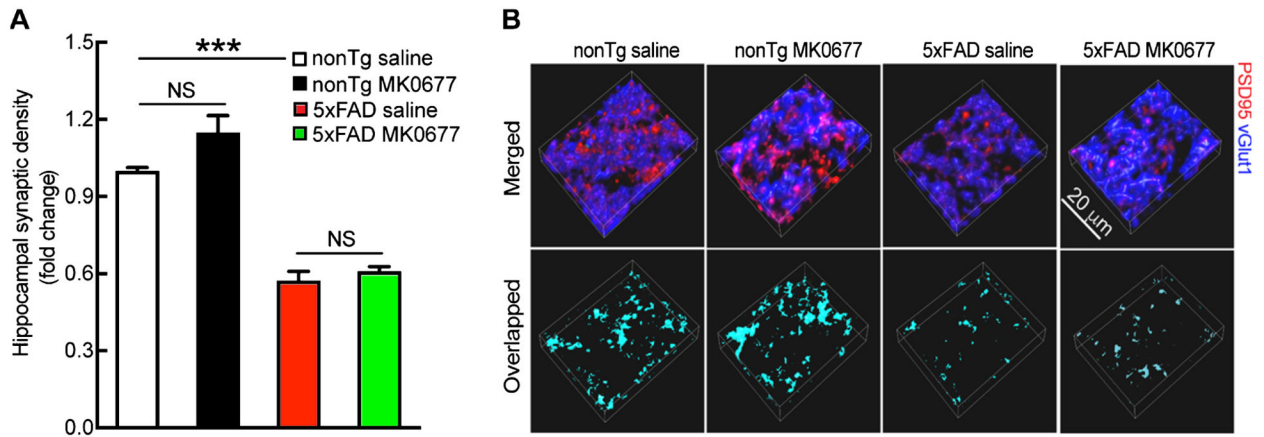 A
1.5
1.2
0.9
0.6
0.3
0.0
Hippocampal synaptic density
(fold change)
***
NS
NS
nonTg saline
nonTg MK0677
5xFAD saline
5xFAD MK0677
B
nonTg saline
nonTg MK0677
5xFAD saline
5xFAD MK0677
Merged
Overlapped
20 μm
PSD95 vGlut1